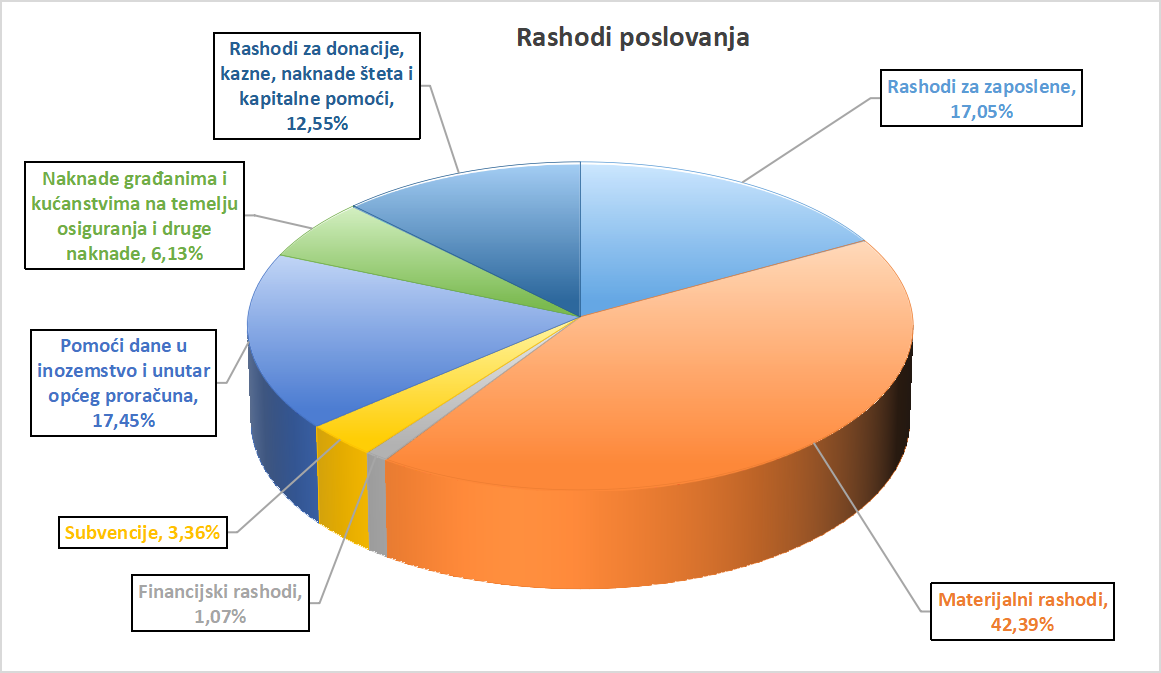 Rashodi poslovanja
Rashodi za donacije,
kazne, naknade šteta i
kapitalne pomoći,
12,55%
Rashodi za zaposlene,
17,05%
Naknade građanima i
kućanstvima na temelju
osiguranja i druge
naknade, 6,13%
Pomoći dane u
inozemstvo i unutar
općeg proračuna,
17,45%
Subvencije, 3,36%
Financijski rashodi,
1,07%
Materijalni rashodi,
42,39%